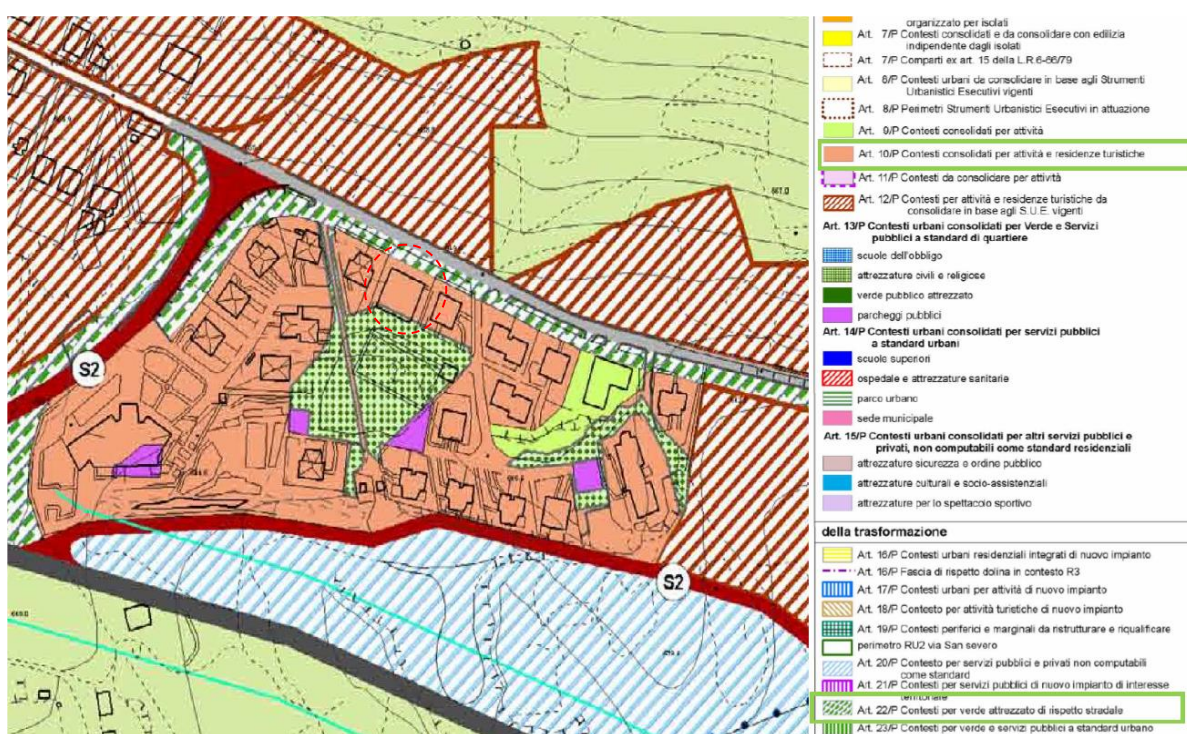 organizzato per isolati
Art. 7/P Contesti consolidati e da consolidare con edilizia
indipendente dagli isolati
Art. 7/P Comparti ex art. 15 della L.R.6-66/79
Art. 6/P Contesti urbani da consolidare in base agli Strumenti
Urbanistici Esecutivi vigenti
Art. 8/P Perimetri Strumenti Urbanistici Esecutivi in attuazione
Art. 9/P Contesti consolidati per attività
Art. 10/P Contesti consolidati per attività e residenze turistiche
Art. 11/P Contesti da consolidare per attività
Art. 12/P Contesti per attività e residenze turistiche da
consolidare in base agli S.U.E. vigenti
Art. 13/P Contesti urbani consolidati per Verde e Servizi
pubblici a standard di quartiere
scuole dell'obbligo
attrezzature civili e religiose
verde pubblico attrezzato
parcheggi pubblici
Art. 14/P Contesti urbani consolidati per servizi pubblici
a standard urbani
scuole superiori
ospedale e attrezzature sanitarie
parco urbano
sede municipale
Art. 15/P Contesti urbani consolidati per altri servizi pubblici e
privati, non computabili come standard residenziali
attrezzature sicurezza e ordine pubblico
attrezzature culturali e socio-assistenziali
attrezzature per lo spettacolo sportivo
della trasformazione
Art. 16/P Contesti urbani residenziali integrati di nuovo impianto
Art. 16/P Fascia di rispetto dolina in contesto R3
Art. 17/P Contesti urbani per attività di nuovo impianto
Art. 18/P Contesto per attività turistiche di nuovo impianto
Art. 19/P Contesti periferici e marginali da ristrutturare e riqualificare
perimetro RU2 via San severo
Art. 20/P Contesto per servizi pubblici e privati non computabili
come standard
Art. 21/P Contesti per servizi pubblici di nuovo impianto di interesse
territoriale
Art. 22/P Contesti per verde attrezzato di rispetto stradale
Art. 23/P Contesti per verde e servizi pubblici a standard urbano
S2
S2